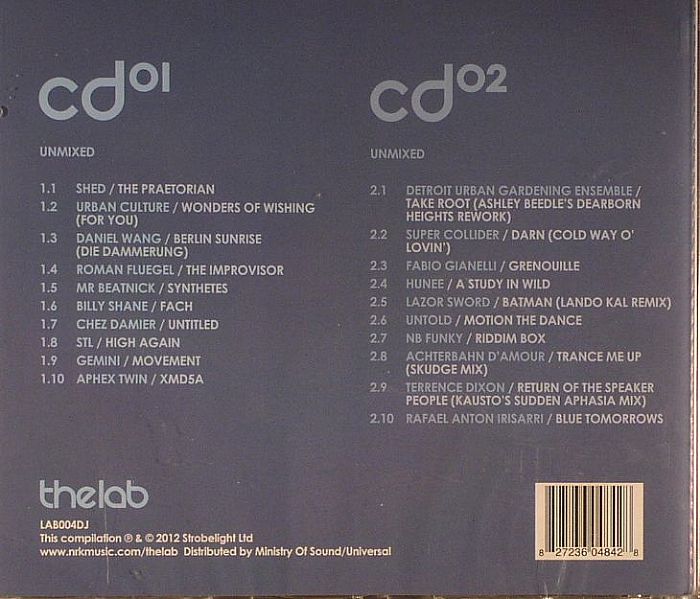 cd01
UNMIXED
1.1 SHED / THE PRAETORIAN
1.2 URBAN CULTURE / WONDERS OF WISHING
(FOR YOU)
1.3 DANIEL WANG / BERLIN SUNRISE
(DIE DAMMERUNG)
1.4 ROMAN FLUEGEL / THE IMPROVISOR
1.5 MR BEATNICK / SYNTHETES
1.6 BILLY SHANE / FACH
1.7 CHEZ DAMIER / UNTITLED
1.8 STL / HIGH AGAIN
1.9 GEMINI / MOVEMENT
1.10 APHEX TWIN / XMD5A
cd02
UNMIXED
2.1 DETROIT URBAN GARDENING ENSEMBLE /
TAKE ROOT (ASHLEY BEEDLE'S DEARBORN
HEIGHTS REWORK)
2.2 SUPER COLLIDER / DARN (COLD WAY O'
LOVIN')
2.3 FABIO GIANELLI / GRENOUILLE
2.4 HUNEE / A STUDY IN WILD
2.5 LAZOR SWORD / BATMAN (LANDO KAL REMIX)
2.6 UNTOLD / MOTION THE DANCE
2.7 NB FUNKY / RIDDIM BOX
2.8 ACHTERBAHN D'AMOUR / TRANCE ME UP
(SKUDGE MIX)
2.9 TERRENCE DIXON / RETURN OF THE SPEAKER
PEOPLE (KAUSTO'S SUDDEN APHASIA MIX)
2.10 RAFAEL ANTON IRISARRI / BLUE TOMORROWS
thelab
LAB004DJ
This compilation ℗ & © 2012 Strobelight Ltd
www.nrkmusic.com/thelab Distributed by Ministry Of Sound/Universal
8 27236 04842 8